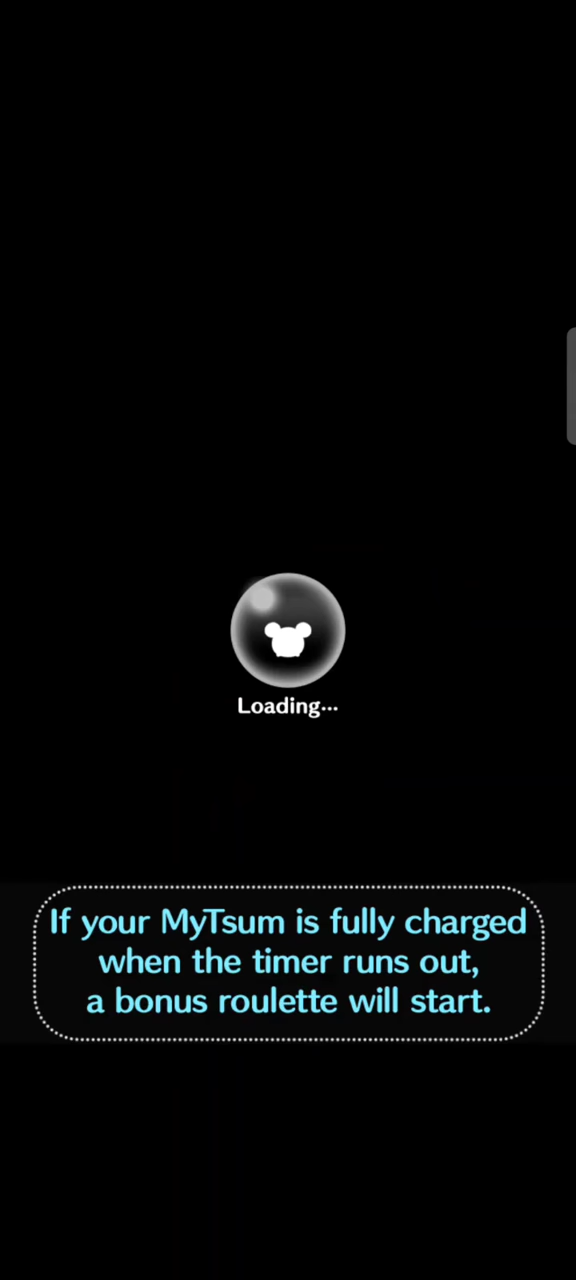 Loading···
If your MyTsum is fully charged
when the timer runs out,
a bonus roulette will start.